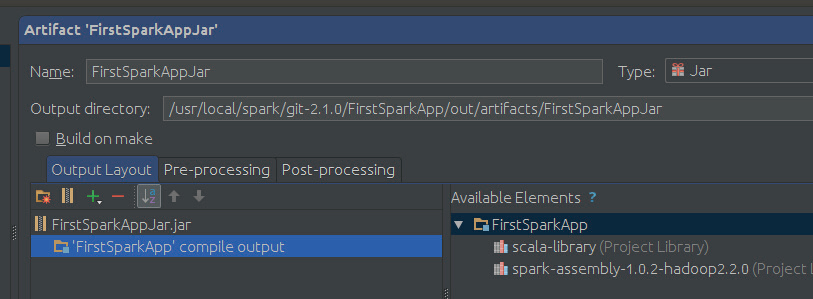 Artifact 'FirstSparkAppJar'
Name: FirstSparkAppJar Type: Jar
Output directory: /usr/local/spark/git-2.1.0/FirstSparkApp/out/artifacts/FirstSparkAppJar
Build on make
Output Layout Pre-processing Post-processing
Available Elements ?
FirstSparkAppJar.jar FirstSparkApp
'FirstSparkApp' compile output scala-library (Project Library)
spark-assembly-1.0.2-hadoop2.2.0 (Project L